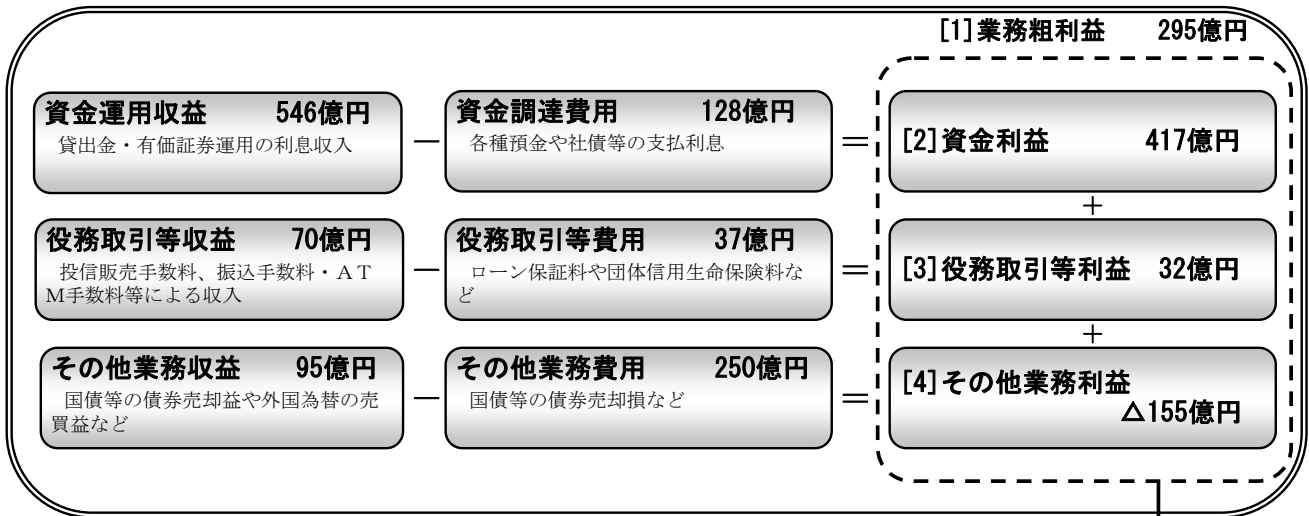 [1]業務粗利益 295億円
資金運用収益 546億円
貸出金・有価証券運用の利息収入
－
資金調達費用 128億円
各種預金や社債等の支払利息
＝
[2]資金利益 417億円
＋
役務取引等収益 70億円
投信販売手数料、振込手数料・ＡＴ
Ｍ手数料等による収入
－
役務取引等費用 37億円
ローン保証料や団体信用生命保険料な
ど
＝
[3]役務取引等利益 32億円
＋
その他業務収益 95億円
国債等の債券売却益や外国為替の売
買益など
－
その他業務費用 250億円
国債等の債券売却損など
＝
[4]その他業務利益
△155億円